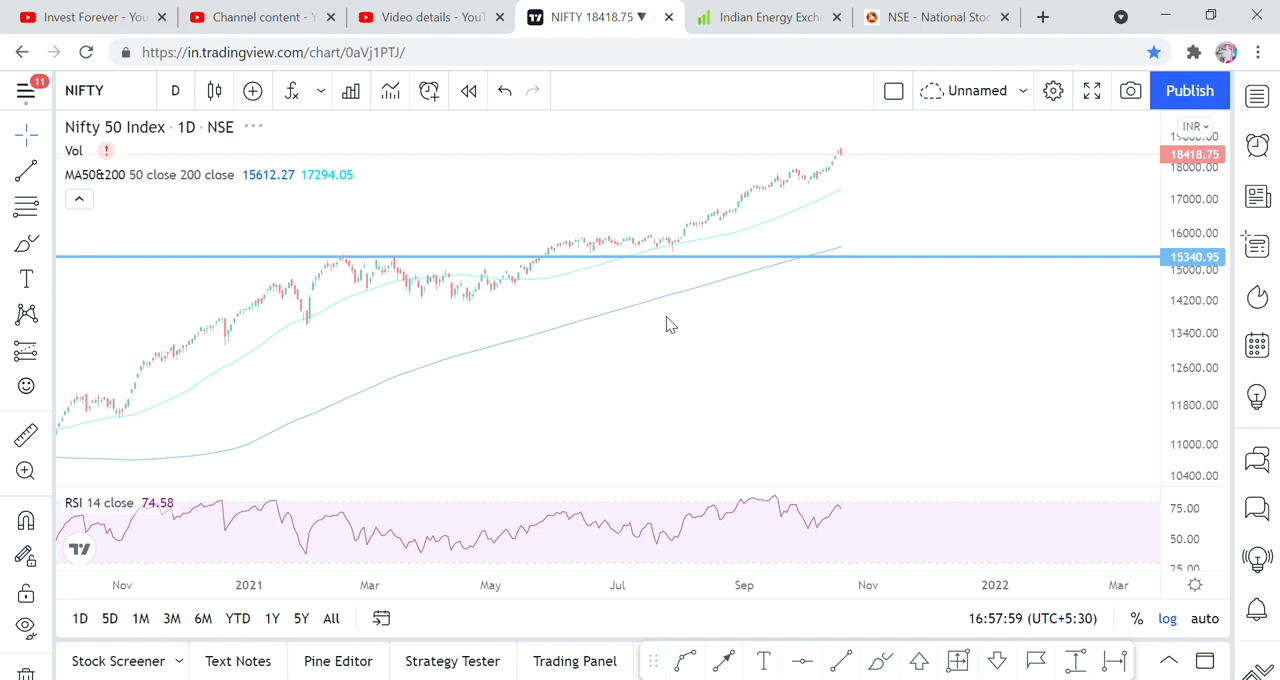 Invest Forever - You
Channel content - Y
Video details - YouT
NIFTY 18418.75 ▼
Indian Energy Exch
NSE - National Stoc
https://in.tradingview.com/chart/0aVj1PTJ/
11
NIFTY
D
Unnamed
Publish
Nifty 50 Index · 1D · NSE
INR
19000.00
Vol
18418.75
18000.00
MA50&200 50 close 200 close 15612.27 17294.05
17000.00
16000.00
15340.95
15000.00
14200.00
13400.00
12600.00
11800.00
11000.00
10400.00
RSI 14 close 74.58
75.00
50.00
25.00
Nov 2021 Mar May Jul Sep Nov 2022 Mar
1D 5D 1M 3M 6M YTD 1Y 5Y All
16:57:59 (UTC+5:30) % log auto
Stock Screener Text Notes Pine Editor Strategy Tester Trading Panel